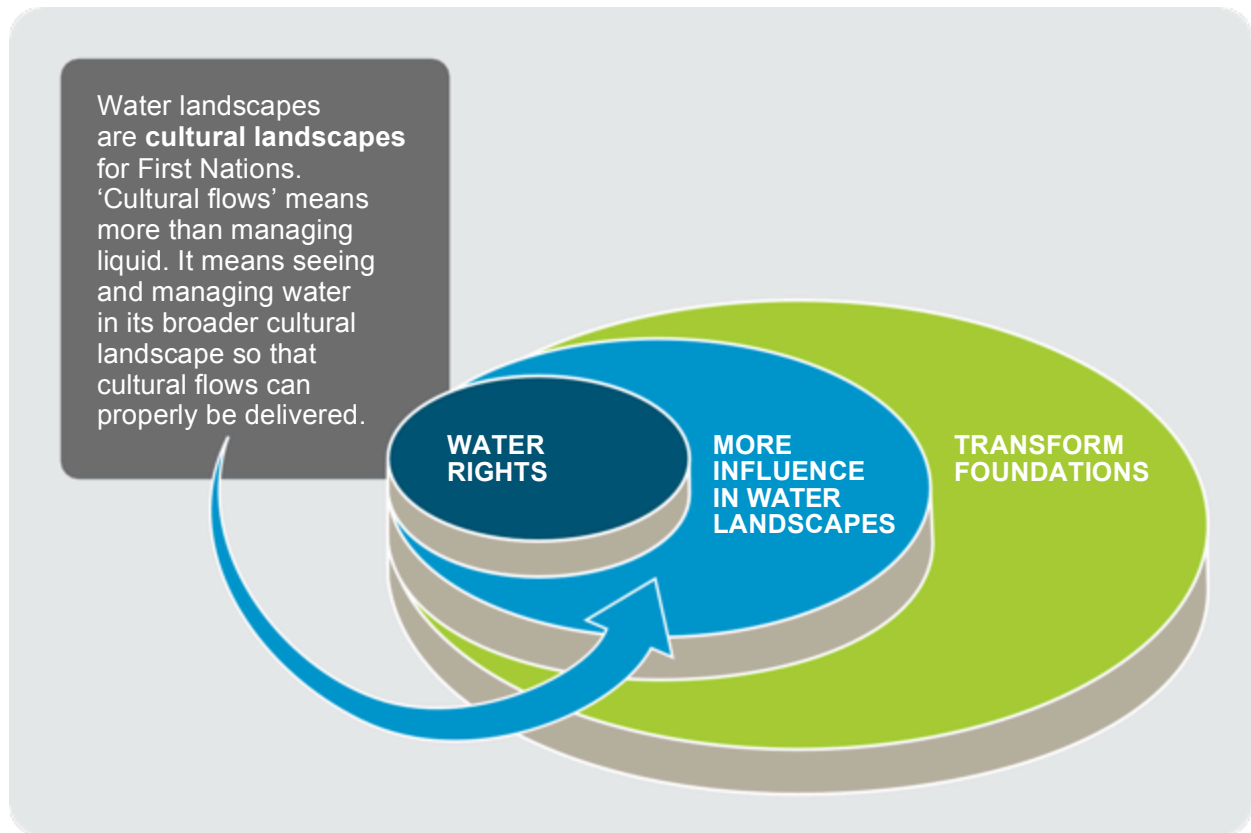 Water landscapes
are cultural landscapes
for First Nations.
‘Cultural flows’ means
more than managing
liquid. It means seeing
and managing water
in its broader cultural
landscape so that
cultural flows can
properly be delivered.
WATER
RIGHTS
MORE
INFLUENCE
IN WATER
LANDSCAPES
TRANSFORM
FOUNDATIONS